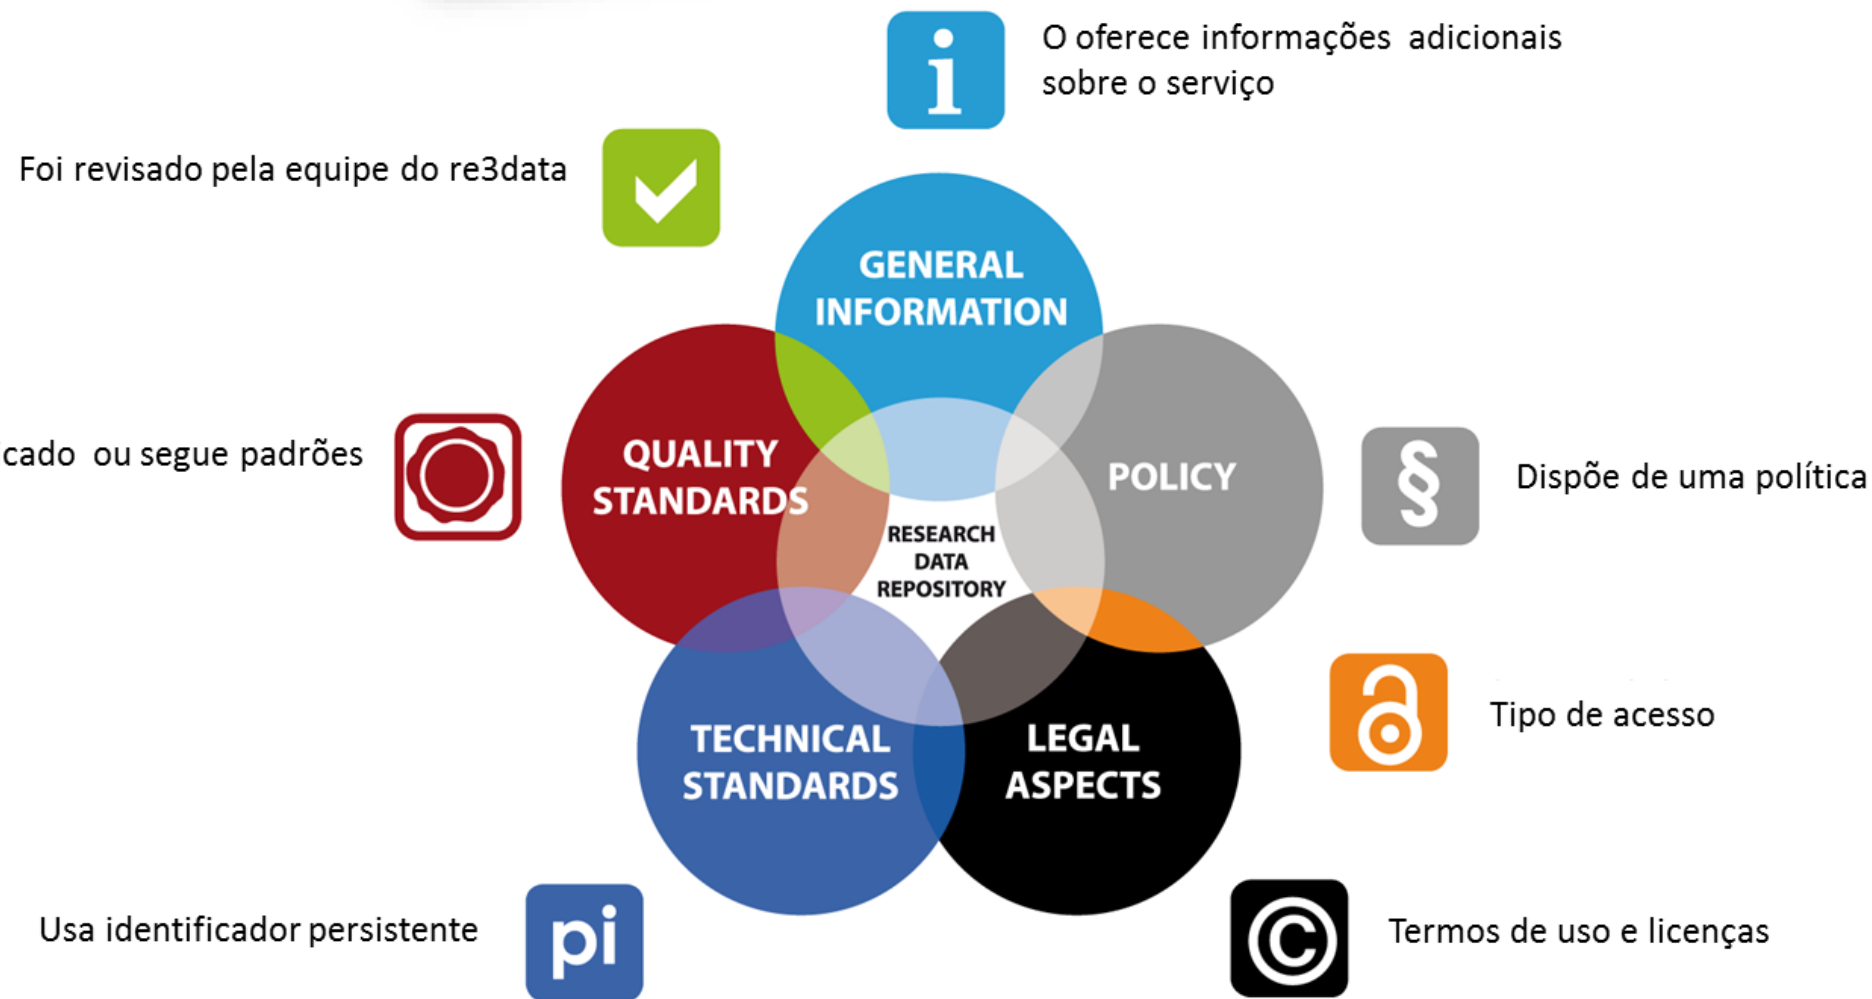 O oferece informações adicionais
sobre o serviço
Foi revisado pela equipe do re3data
GENERAL
INFORMATION
QUALITY
STANDARDS
ou segue padrões
POLICY
Dispõe de uma política
RESEARCH
DATA
REPOSITORY
Tipo de acesso
TECHNICAL
STANDARDS
LEGAL
ASPECTS
Usa identificador persistente
pi
Termos de uso e licenças
i
§
©